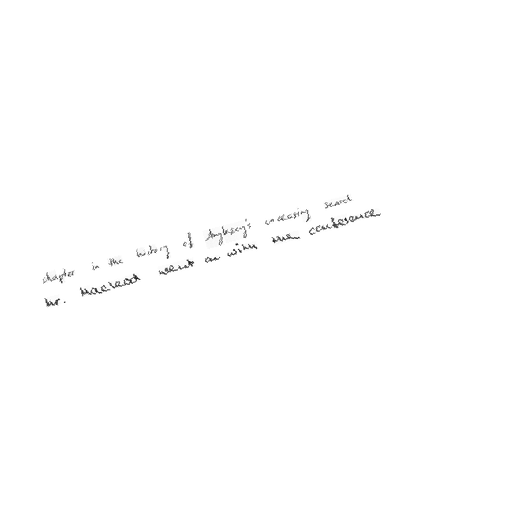 chapter in the history of Anglesey's unceasing search
Mr. Macleod went on with the conference